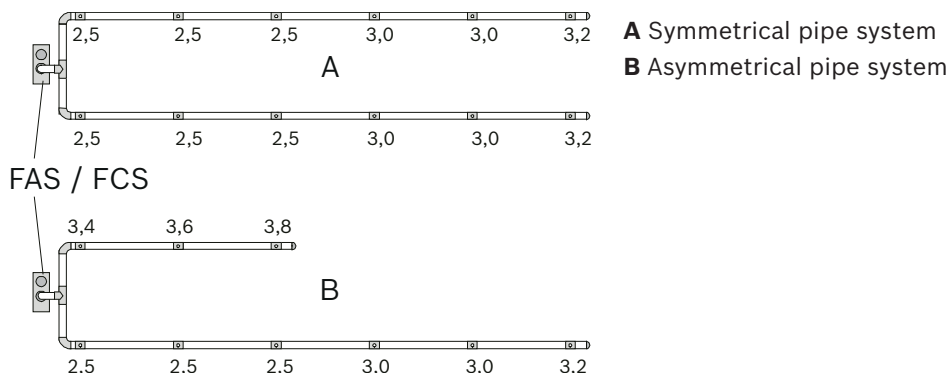 2,5 2,5 2,5 3,0 3,0 3,2
A
2,5 2,5 2,5 3,0 3,0 3,2
A Symmetrical pipe system
B Asymmetrical pipe system
FAS / FCS
3,4 3,6 3,8
B
2,5 2,5 2,5 3,0 3,0 3,2